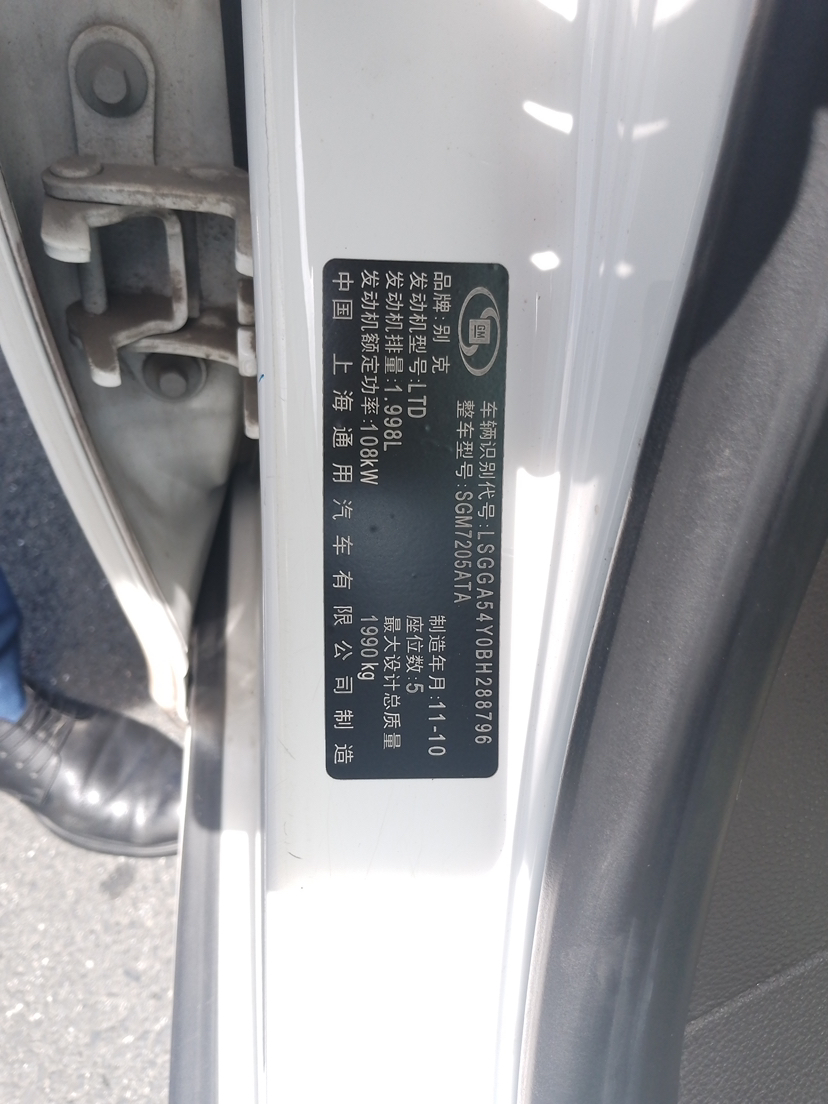 GM
车辆识别代号:LSGGA54Y0BH288796
整车型号:SGM7205ATA
品牌:别克
制造年月:11-10
发动机型号:LTD
座位数:5
发动机排量:1.998L
最大设计总质量
发动机额定功率:108kW
1990kg
中国 上海通用汽车有限公司制造